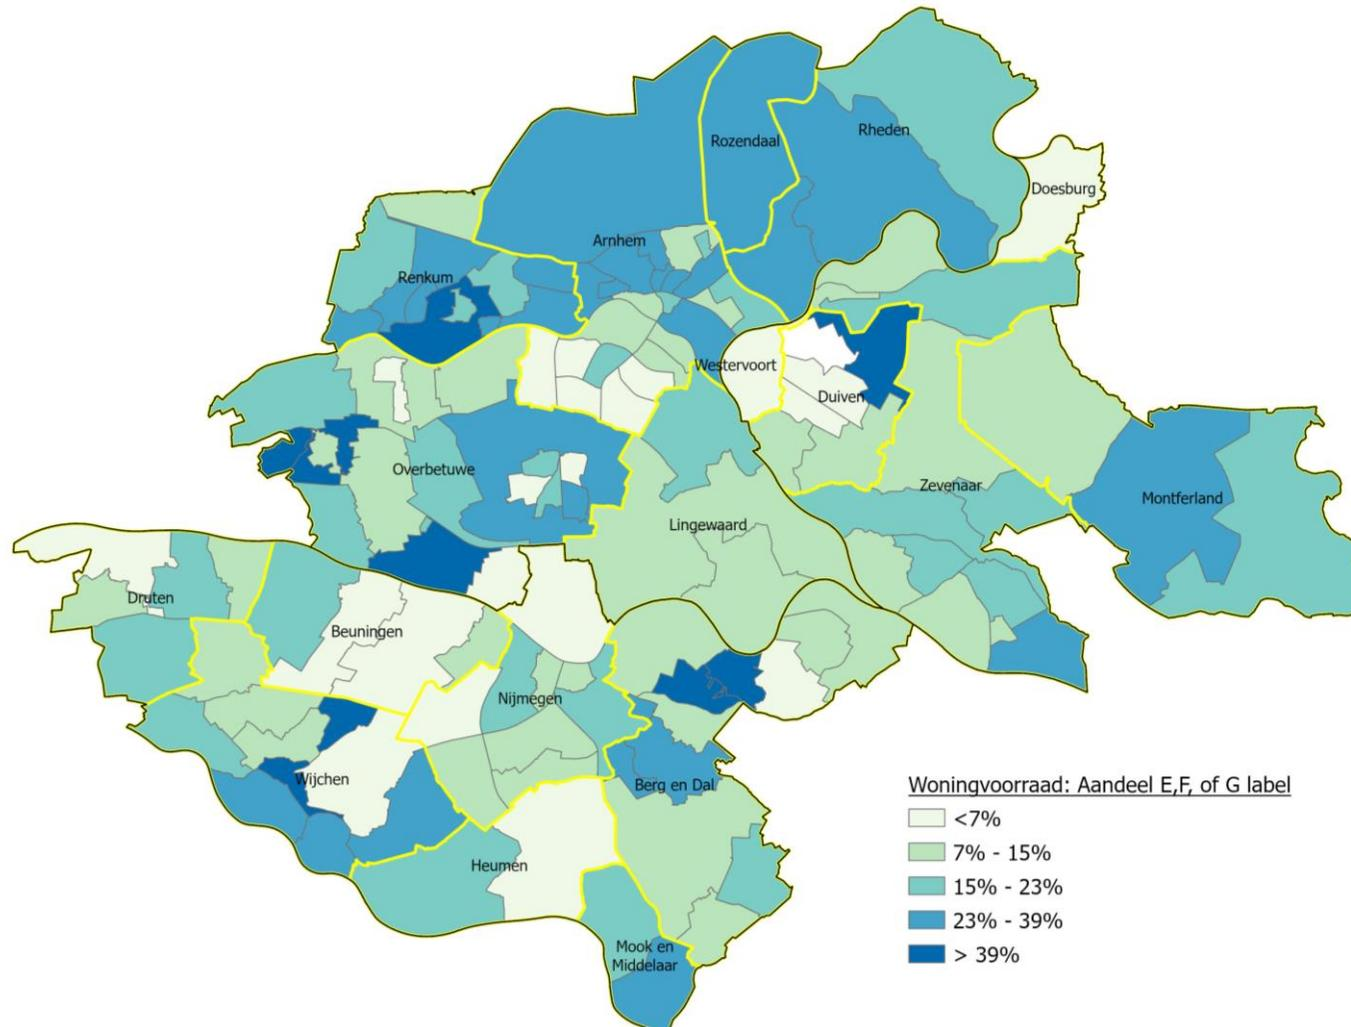 Rozendaal
Rheden
Doesburg
Arnhem
Renkum
Westervoort
Duiven
Overbetuwe
Zevenaar
Montferland
Lingewaard
Druten
Beuningen
Nijmegen
Wijchen
Berg en Dal
Heumen
Mook en
Middelaar
Woningvoorraad: Aandeel E,F, of G label
<7%
7% - 15%
15% - 23%
23% - 39%
> 39%